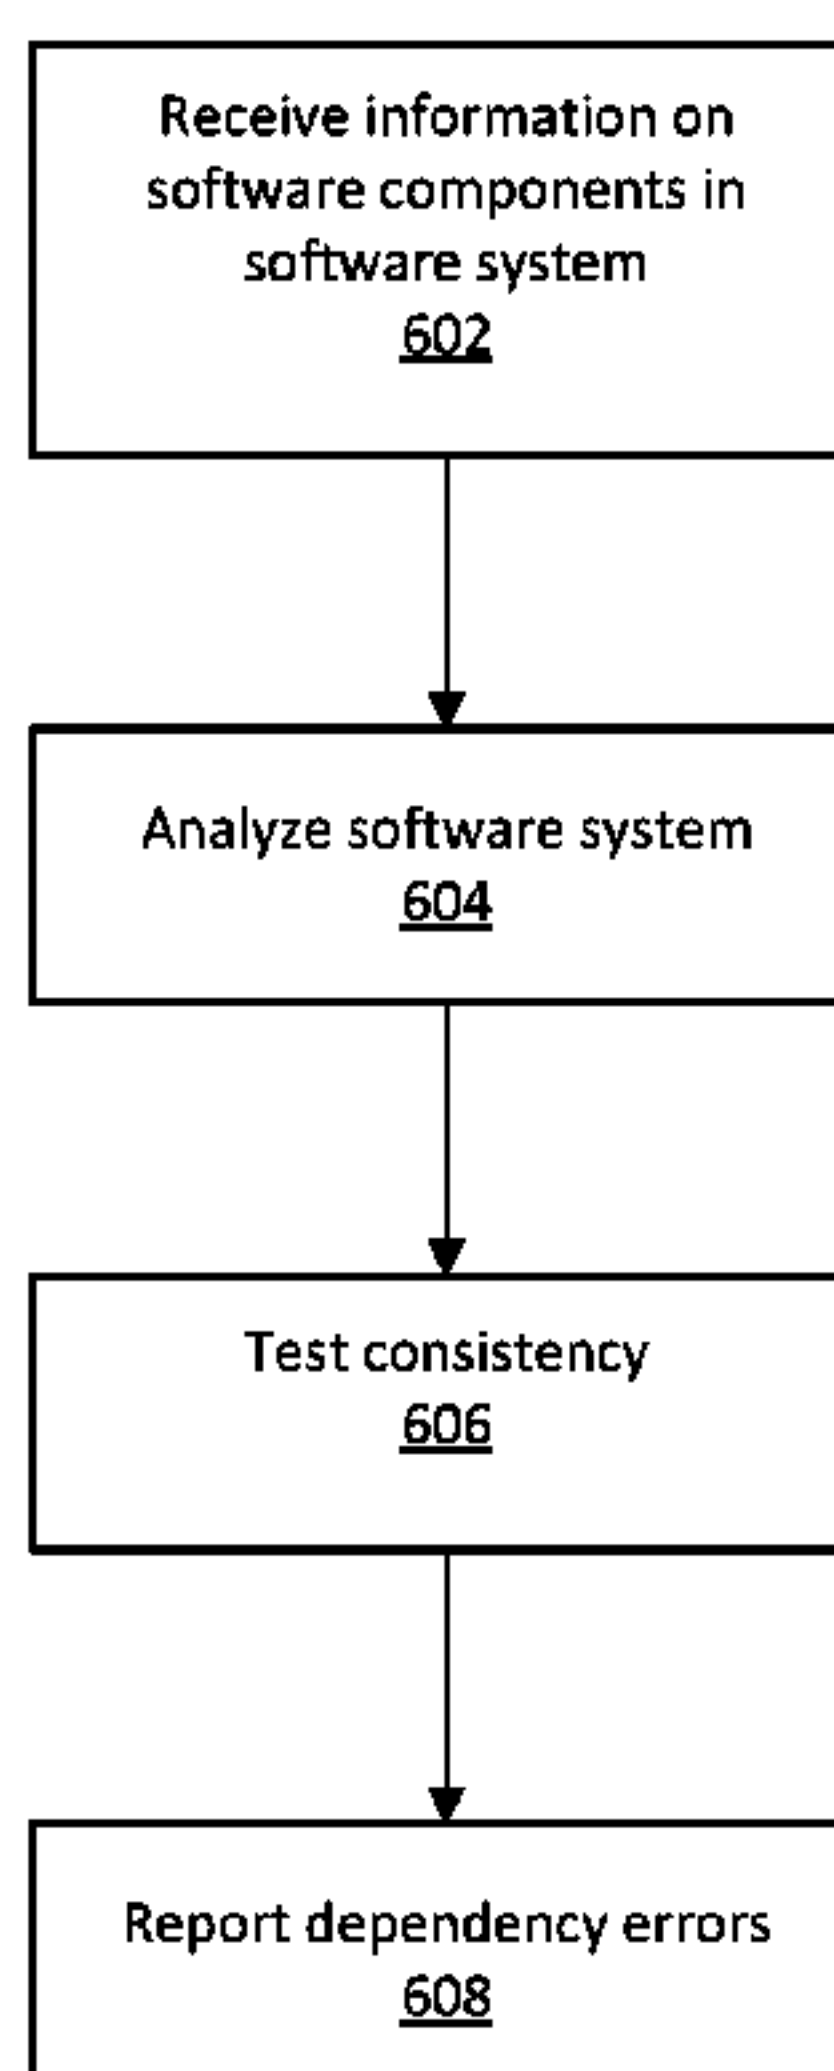 Receive information on
software components in
software system
602
Analyze software system
604
Test consistency
606
Report dependency errors
608